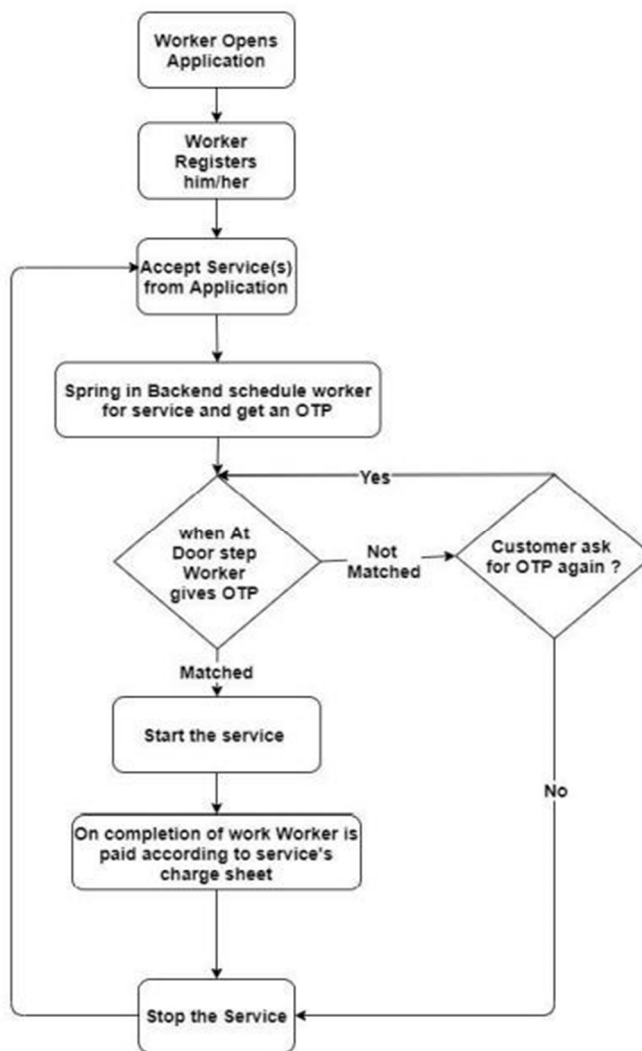 Worker Opens
Application
Worker
Registers
him/her
Accept Service(s)
from Application
Spring in Backend schedule worker
for service and get an OTP
Yes
when At
Door step
Worker
gives OTP
Not
Matched
Customer ask
for OTP again ?
Matched
Start the service
No
On completion of work Worker is
paid according to service's
charge sheet
Stop the Service